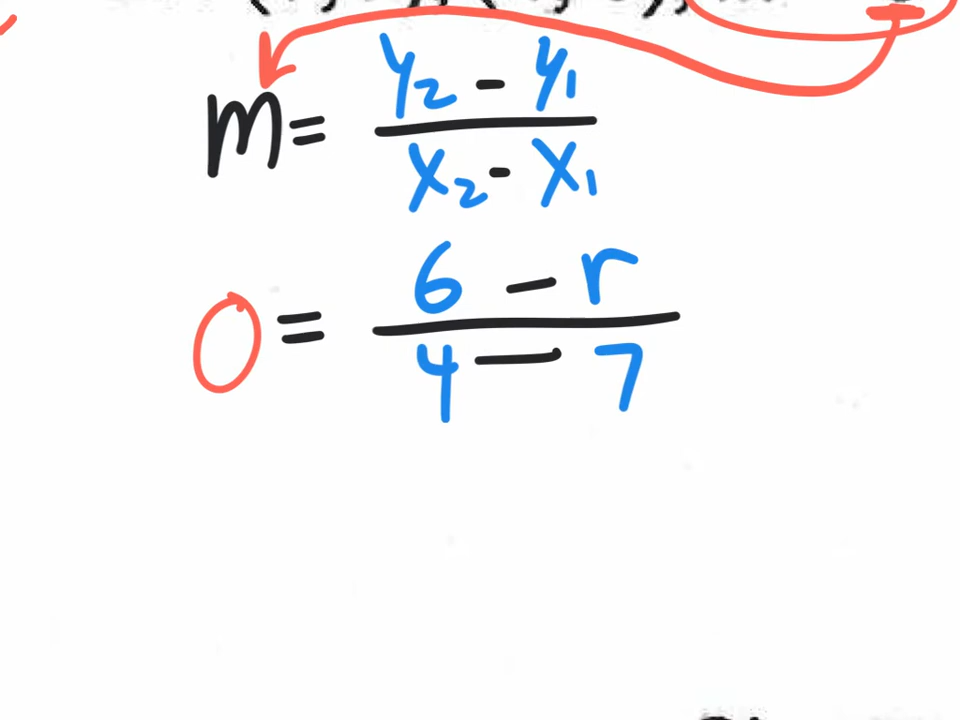 m = y₂ - y₁ / x₂ - x₁
0 = 6 - r / 4 - 7